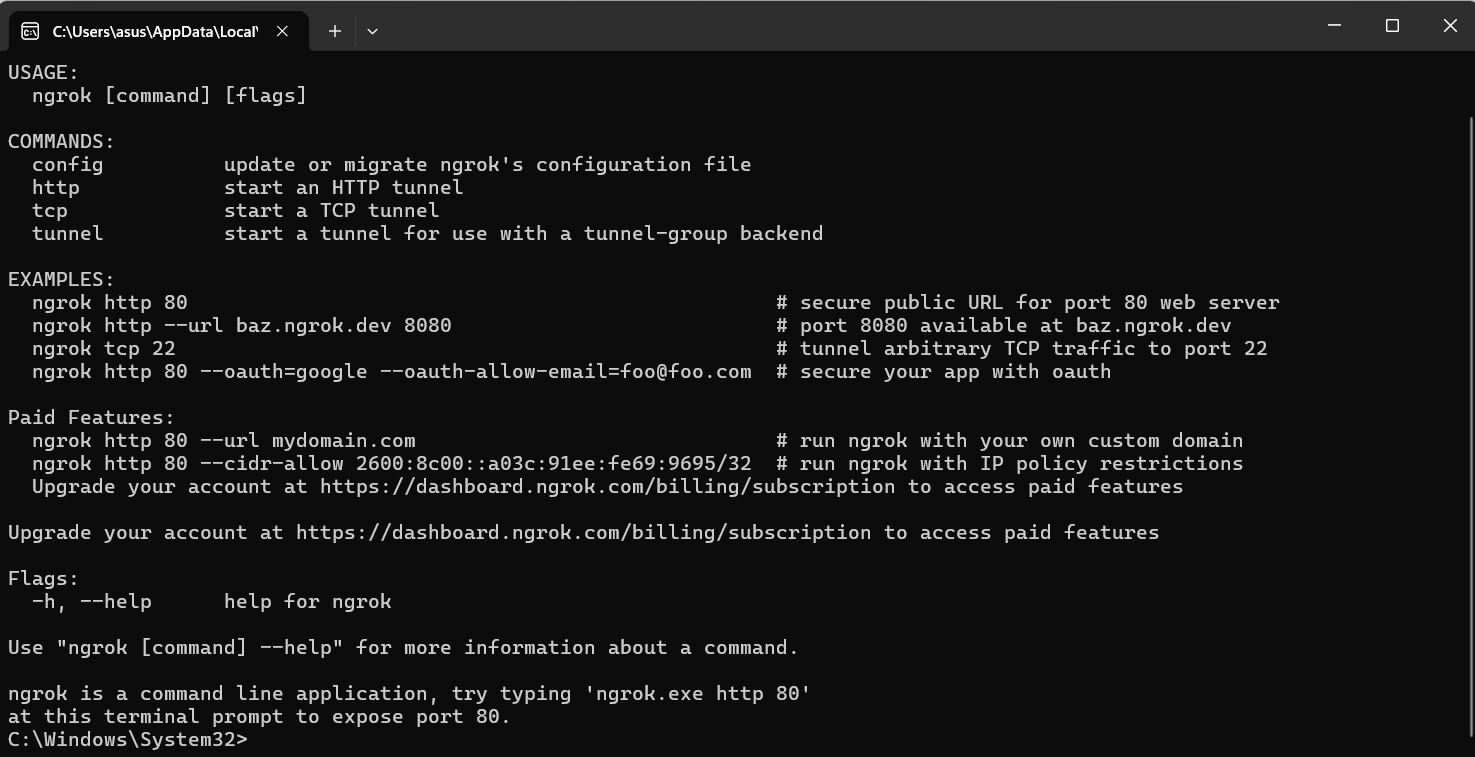 C:\Users\asus\AppData\Local\
USAGE:
  ngrok [command] [flags]

COMMANDS:
  config          update or migrate ngrok's configuration file
  http            start an HTTP tunnel
  tcp             start a TCP tunnel
  tunnel          start a tunnel for use with a tunnel-group backend

EXAMPLES:
  ngrok http 80                                                 # secure public URL for port 80 web server
  ngrok http --url baz.ngrok.dev 8080                           # port 8080 available at baz.ngrok.dev
  ngrok tcp 22                                                  # tunnel arbitrary TCP traffic to port 22
  ngrok http 80 --oauth=google --oauth-allow-email=foo@foo.com  # secure your app with oauth

Paid Features:
  ngrok http 80 --url mydomain.com                              # run ngrok with your own custom domain
  ngrok http 80 --cidr-allow 2600:8c00::a03c:91ee:fe69:9695/32  # run ngrok with IP policy restrictions
  Upgrade your account at https://dashboard.ngrok.com/billing/subscription to access paid features

Upgrade your account at https://dashboard.ngrok.com/billing/subscription to access paid features

Flags:
  -h, --help      help for ngrok

Use "ngrok [command] --help" for more information about a command.

ngrok is a command line application, try typing 'ngrok.exe http 80'
at this terminal prompt to expose port 80.
C:\Windows\System32>